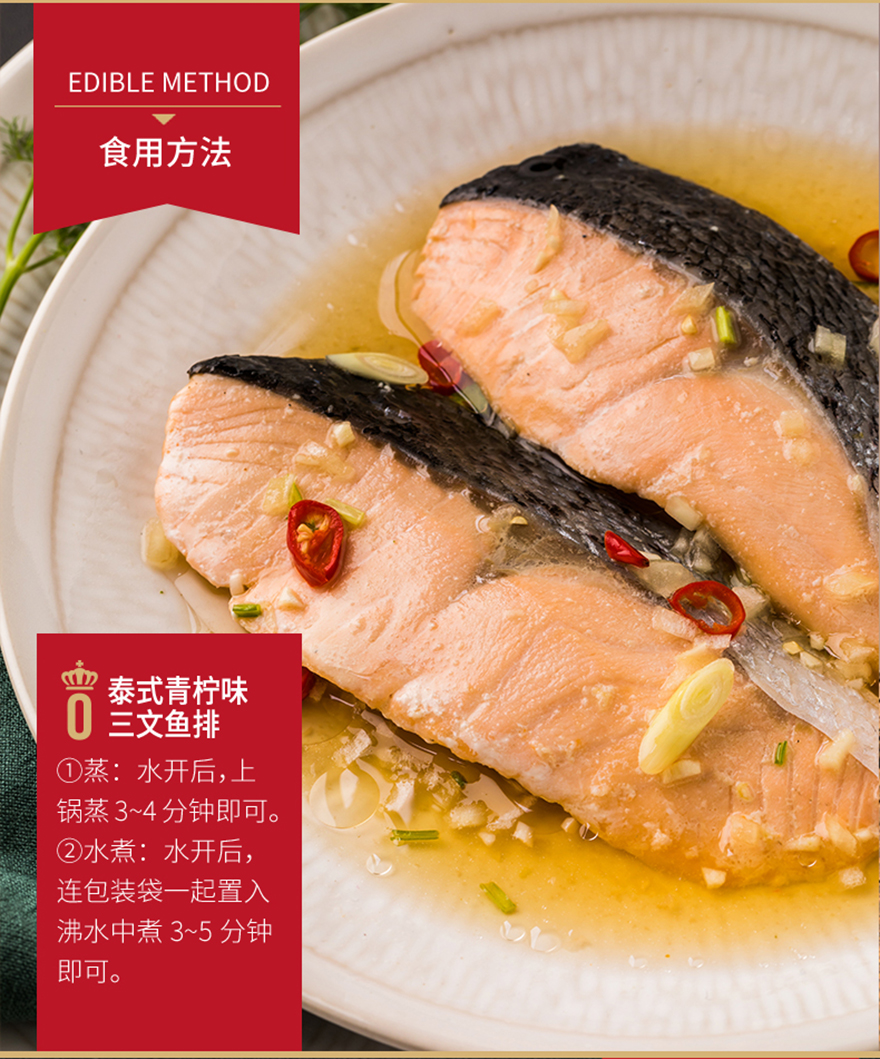 EDIBLE METHOD
食用方法
泰式青柠味
三文鱼排
①蒸：水开后，上
锅蒸 3~4 分钟即可。
②水煮：水开后，
连包装袋一起置入
沸水中煮 3~5 分钟
即可。